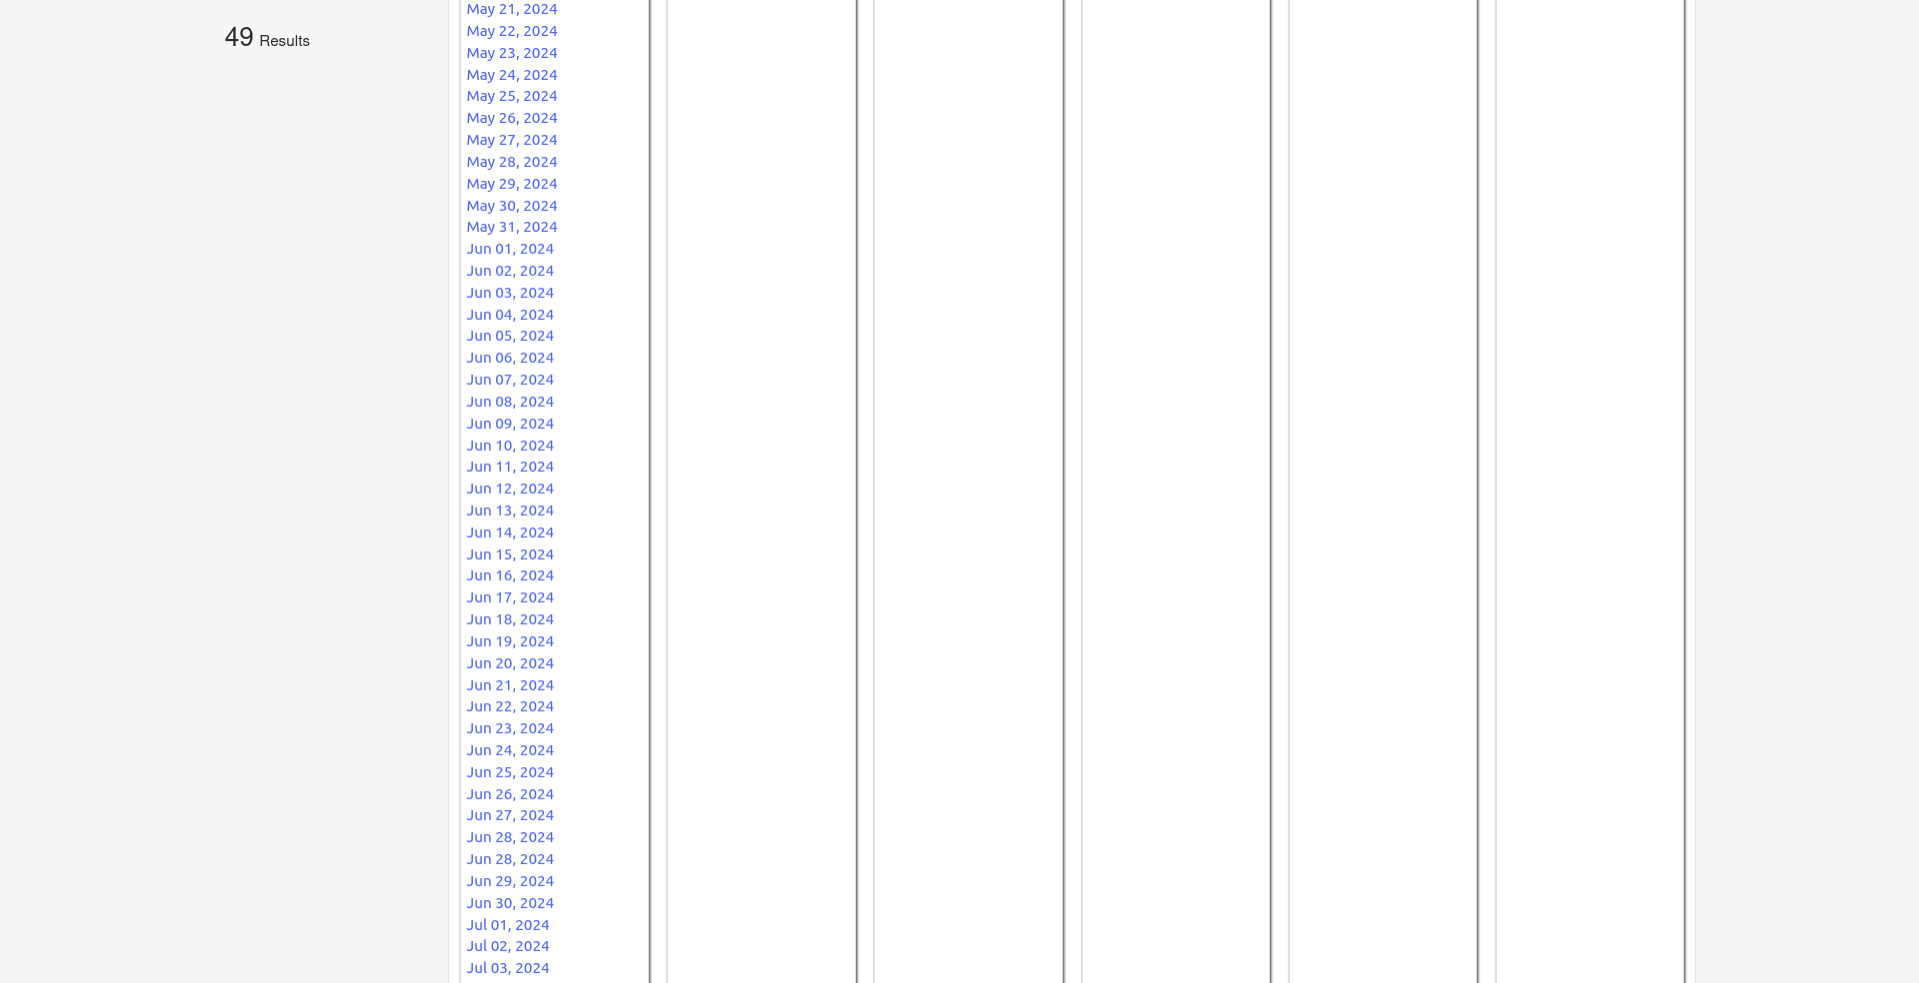 49 Results
May 21, 2024
May 22, 2024
May 23, 2024
May 24, 2024
May 25, 2024
May 26, 2024
May 27, 2024
May 28, 2024
May 29, 2024
May 30, 2024
May 31, 2024
Jun 01, 2024
Jun 02, 2024
Jun 03, 2024
Jun 04, 2024
Jun 05, 2024
Jun 06, 2024
Jun 07, 2024
Jun 08, 2024
Jun 09, 2024
Jun 10, 2024
Jun 11, 2024
Jun 12, 2024
Jun 13, 2024
Jun 14, 2024
Jun 15, 2024
Jun 16, 2024
Jun 17, 2024
Jun 18, 2024
Jun 19, 2024
Jun 20, 2024
Jun 21, 2024
Jun 22, 2024
Jun 23, 2024
Jun 24, 2024
Jun 25, 2024
Jun 26, 2024
Jun 27, 2024
Jun 28, 2024
Jun 28, 2024
Jun 29, 2024
Jun 30, 2024
Jul 01, 2024
Jul 02, 2024
Jul 03, 2024